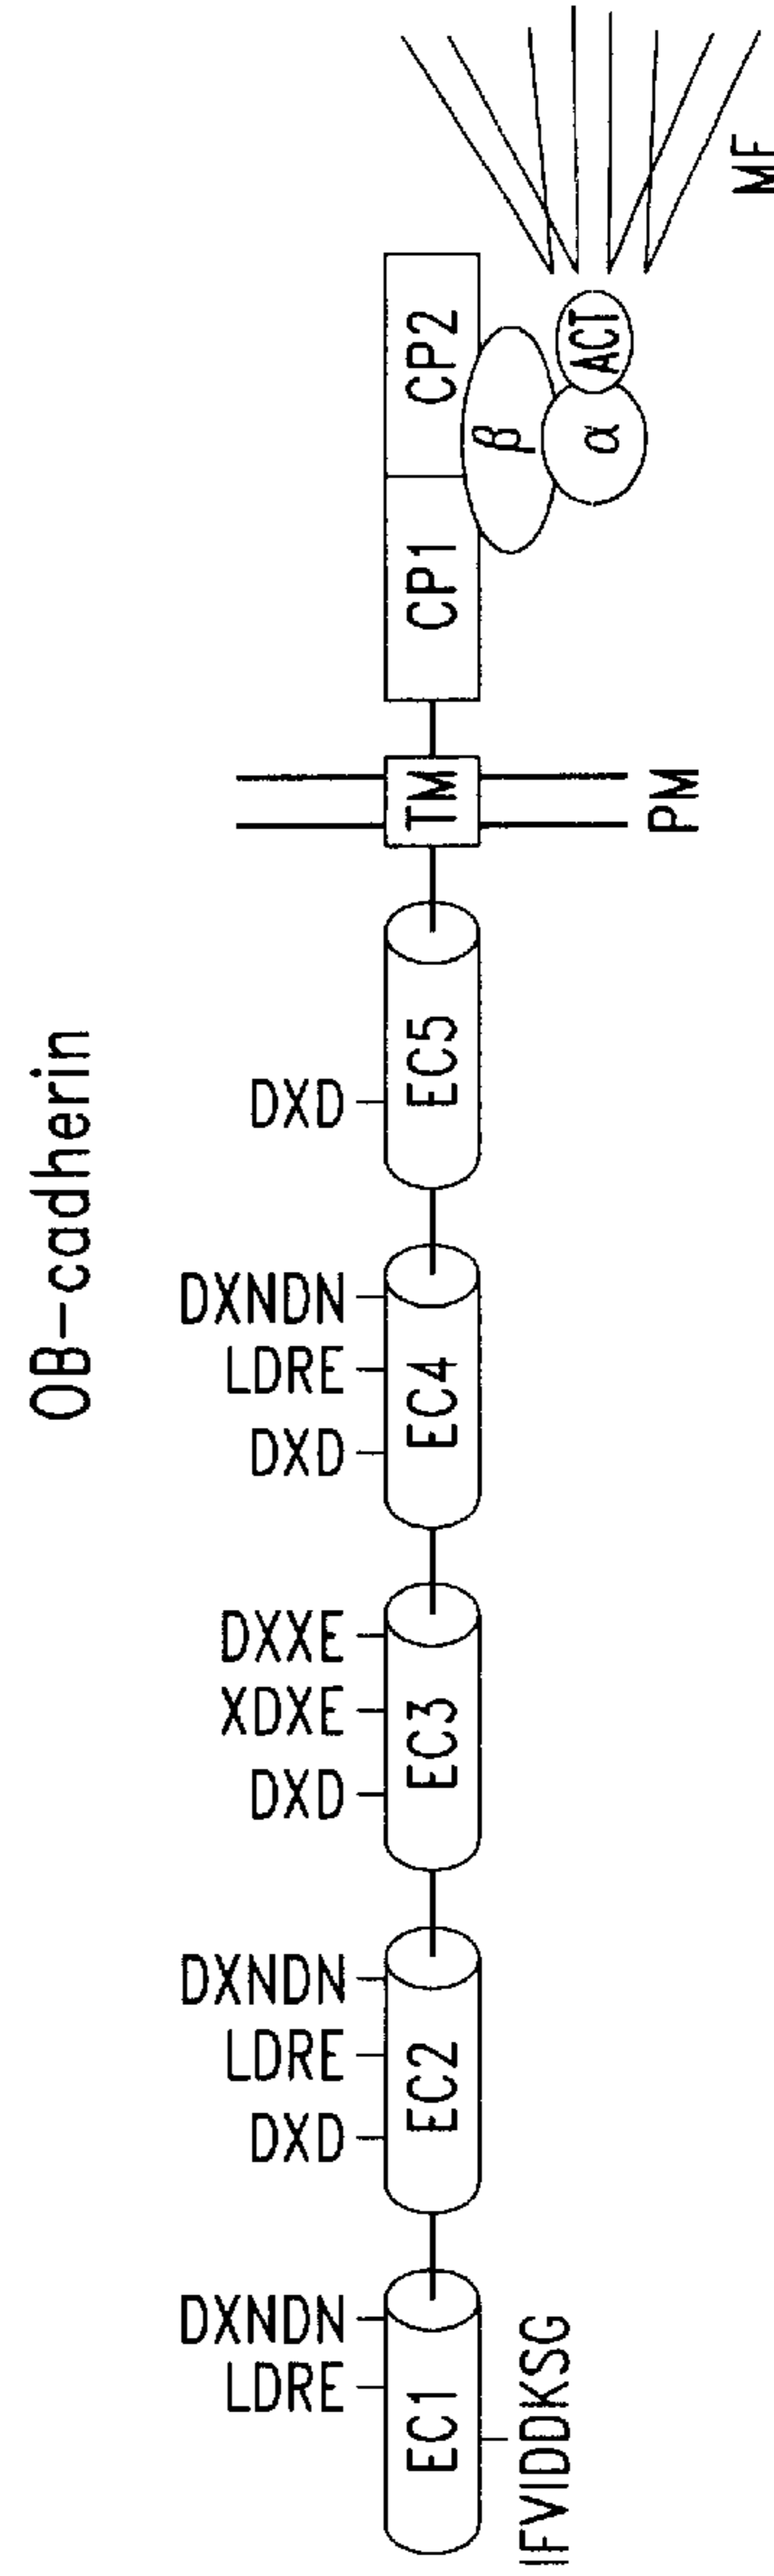 OB-cadherin
LDRE
DXNDN
DXD
LDRE
DXNDN
DXD
XDXE
DXXE
DXD
LDRE
DXNDN
DXD
EC1
EC2
EC3
EC4
EC5
TM
CP1
CP2
β
α
ACT
IFVIDDKSG
PM
MF